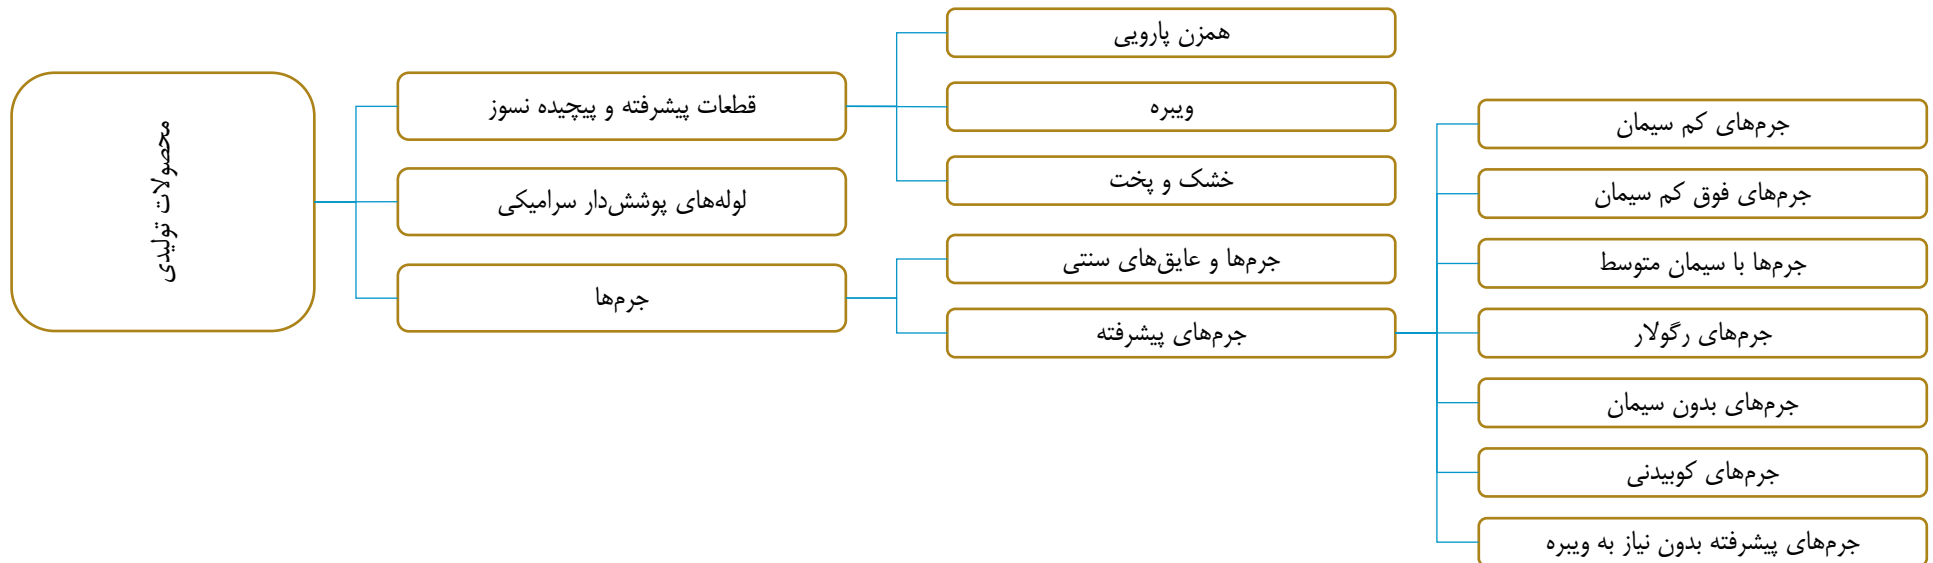 محصولات تولیدی
قطعات پیشرفته و پیچیده نسوز
همزن پارویی
ویبره
خشک و پخت
لوله‌های پوشش‌دار سرامیکی
جرم‌ها
جرم‌ها و عایق‌های سنتی
جرم‌های پیشرفته
جرم‌های کم سیمان
جرم‌های فوق کم سیمان
جرم‌ها با سیمان متوسط
جرم‌های رگولار
جرم‌های بدون سیمان
جرم‌های کوبیدنی
جرم‌های پیشرفته بدون نیاز به ویبره